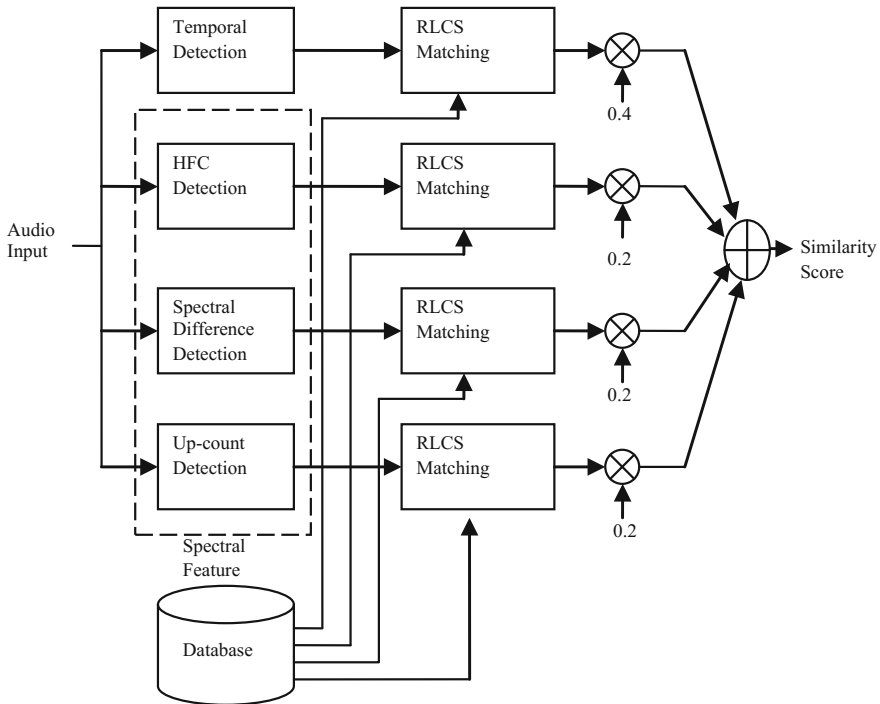 Temporal
Detection
RLCS
Matching
0.4
HFC
Detection
RLCS
Matching
0.2
Audio
Input
Similarity
Score
Spectral
Difference
Detection
RLCS
Matching
0.2
Up-count
Detection
RLCS
Matching
0.2
Spectral
Feature
Database